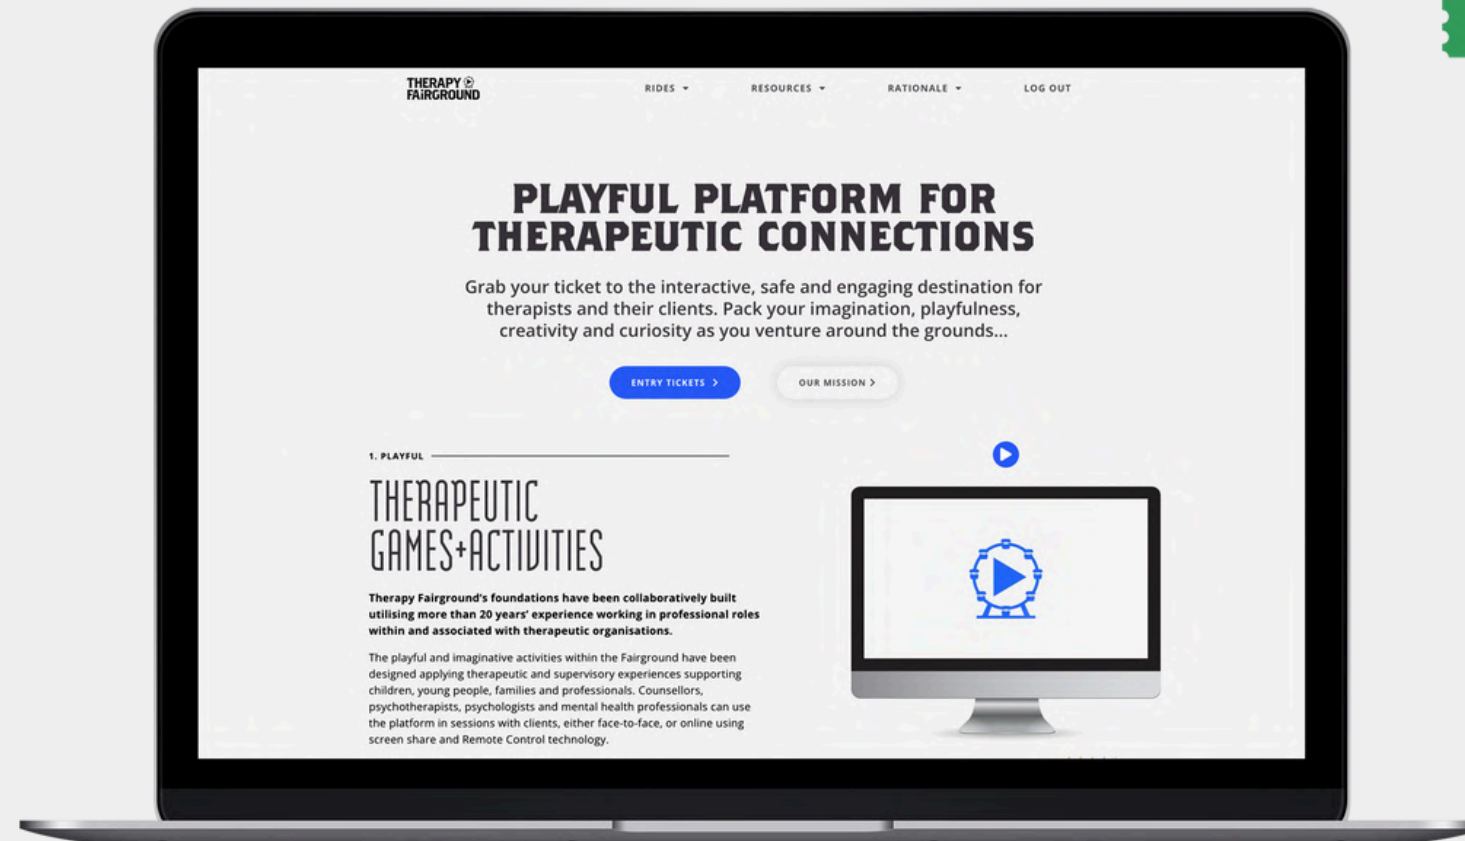 THERAPY
FAiRGROUND
RIDES
RESOURCES
RATIONALE
LOG OUT
PLAYFUL PLATFORM FOR
THERAPEUTIC CONNECTIONS
Grab your ticket to the interactive, safe and engaging destination for
therapists and their clients. Pack your imagination, playfulness,
creativity and curiosity as you venture around the grounds...
ENTRY TICKETS >
OUR MISSION >
1. PLAYFUL
THERAPEUTIC
GAMES+ACTIVITIES
Therapy Fairground's foundations have been collaboratively built
utilising more than 20 years' experience working in professional roles
within and associated with therapeutic organisations.
The playful and imaginative activities within the Fairground have been
designed applying therapeutic and supervisory experiences supporting
children, young people, families and professionals. Counsellors,
psychotherapists, psychologists and mental health professionals can use
the platform in sessions with clients, either face-to-face, or online using
screen share and Remote Control technology.